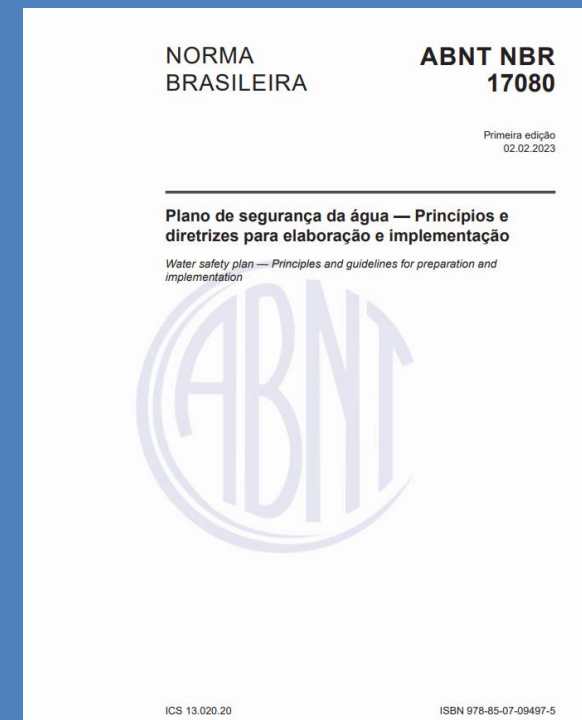 NORMA
BRASILEIRA
ABNT NBR
17080
Primeira edição
02.02.2023
Plano de segurança da água — Princípios e
diretrizes para elaboração e implementação
Water safety plan — Principles and guidelines for preparation and
implementation
ABNT
ICS 13.020.20
ISBN 978-85-07-09497-5